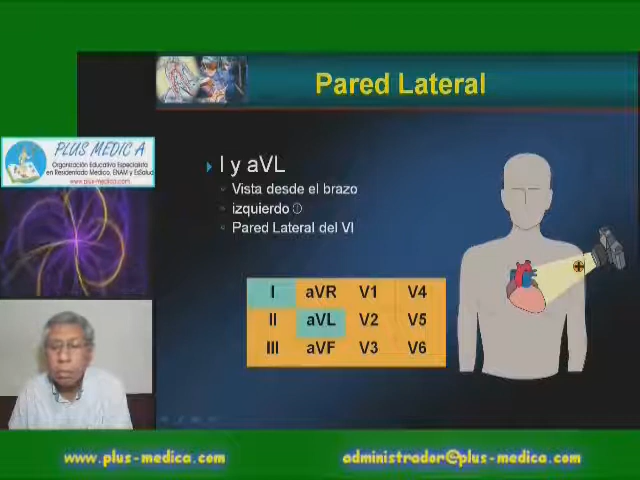 Pared Lateral
PLUS MEDICA
Organización Educativa Especialista
en Residentado Medico, ENAM y EsSalud
www.plus-medica.com
I y aVL
Vista desde el brazo
izquierdo
Pared Lateral del VI
I aVR V1 V4
II aVL V2 V5
III aVF V3 V6
www.plus-medica.com
administrador@plus-medica.com